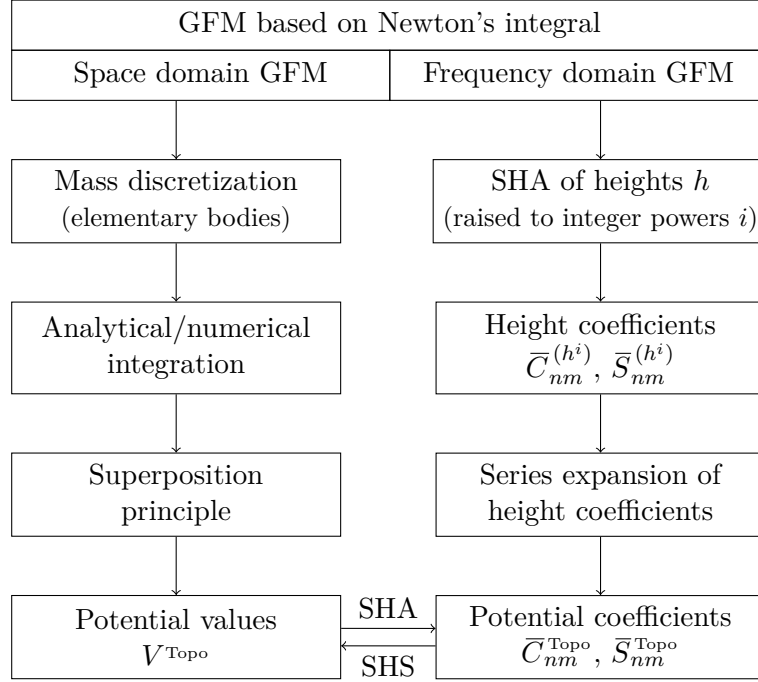 GFM based on Newton's integral
Space domain GFM
Frequency domain GFM
Mass discretization
(elementary bodies)
SHA of heights h
(raised to integer powers i)
Analytical/numerical
integration
Height coefficients
C̅_{nm}^{(h^i)}, S̅_{nm}^{(h^i)}
Superposition
principle
Series expansion of
height coefficients
Potential values
V^{Topo}
SHA
SHS
Potential coefficients
C̅_{nm}^{Topo}, S̅_{nm}^{Topo}